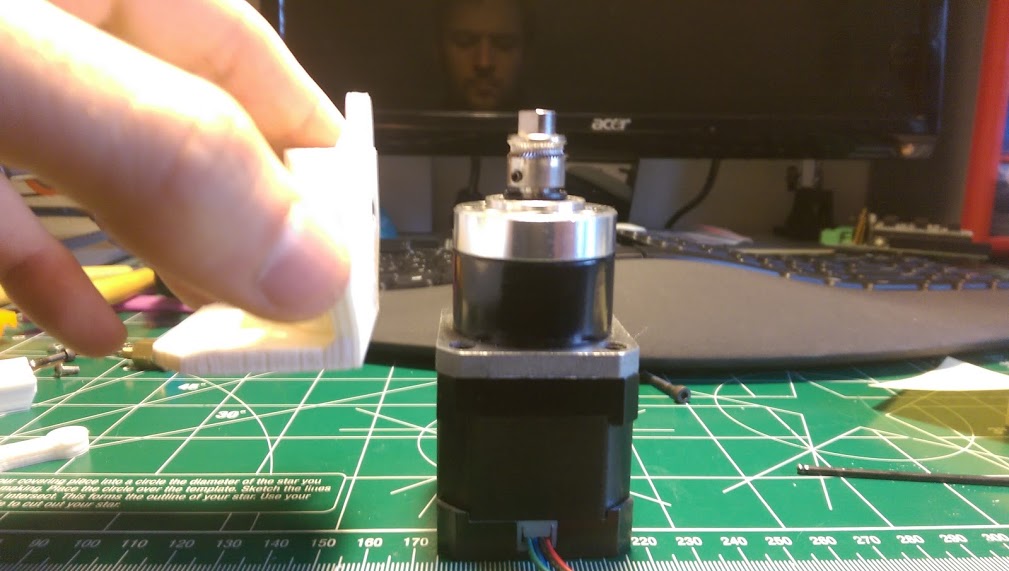 acer
45°
30°
er covering piece into a circle the diameter of the star you
making. Place the circle over the template. Sketch the lines
intersect. This forms the outline of your star. Use your
e to cut out your star.
90 100 110 120 130 140 150 160 170 220 230 240 250 260 270 280 290 300